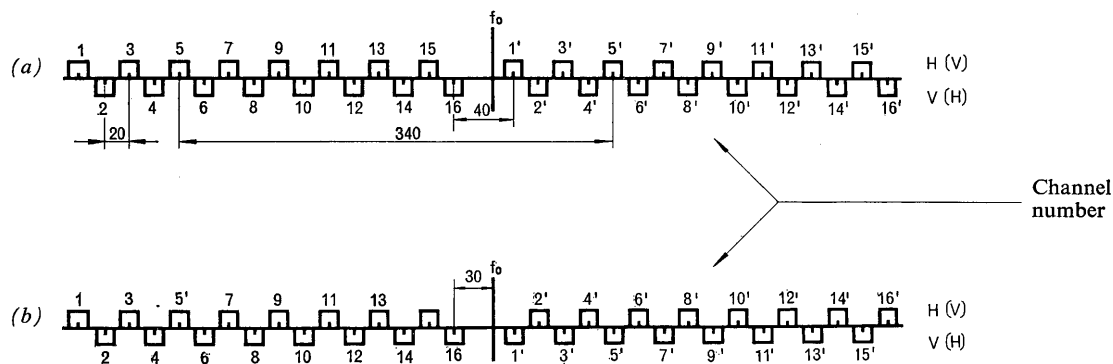 f₀
1 3 5 7 9 11 13 15 1' 3' 5' 7' 9' 11' 13' 15' H (V)
(a)
2 4 6 8 10 12 14 16 2' 4' 6' 8' 10' 12' 14' 16' V (H)
40
20
340
Channel
number
f₀
30
1 3 5' 7 9 11 13 2' 4' 6' 8' 10' 12' 14' 16' H (V)
(b)
2 4 6 8 10 12 14 16 1' 3' 5' 7' 9' 11' 13' 15' V (H)